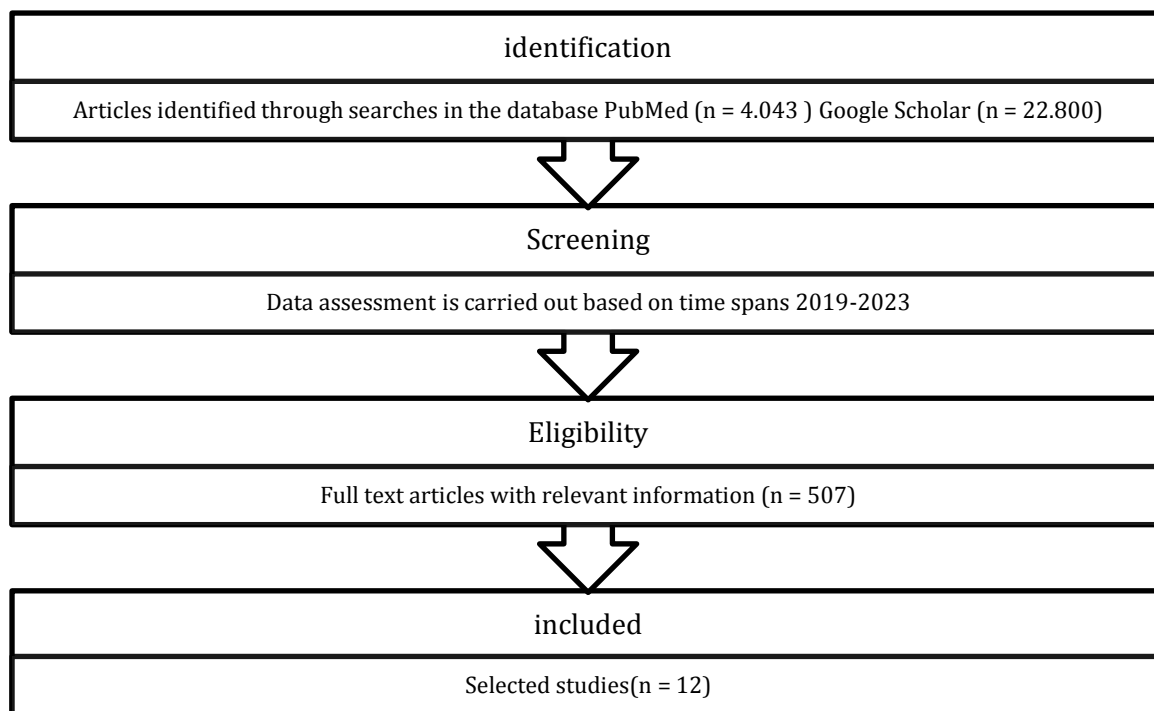 identification
Articles identified through searches in the database PubMed (n = 4.043 ) Google Scholar (n = 22.800)
Screening
Data assessment is carried out based on time spans 2019-2023
Eligibility
Full text articles with relevant information (n = 507)
included
Selected studies(n = 12)